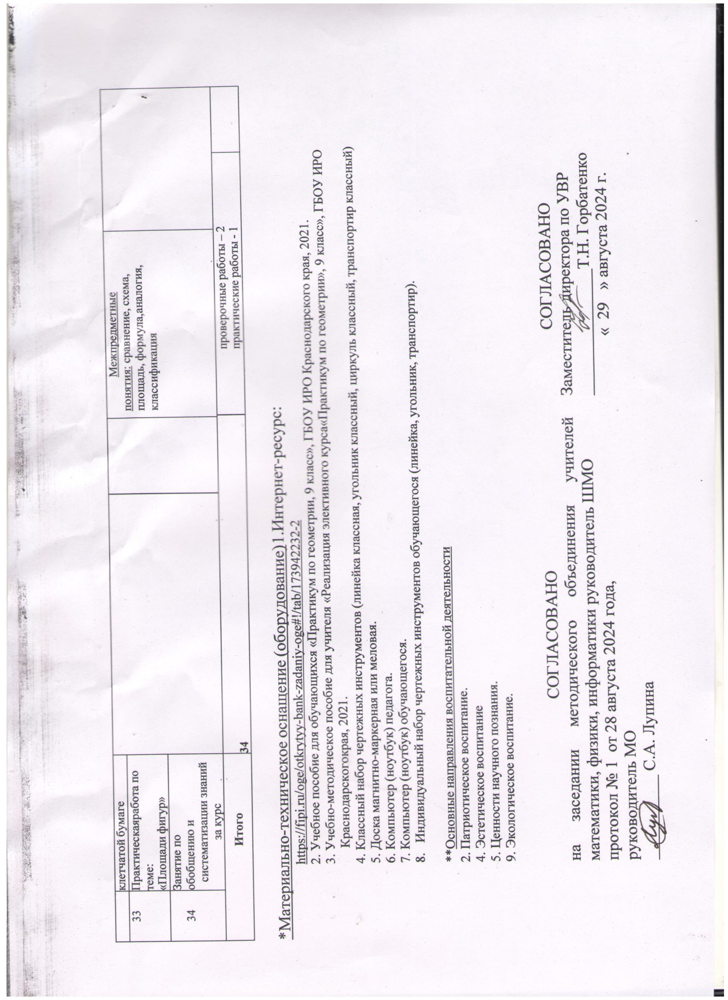 клетчатой бумаге
33
Практическаяработа по
теме:
«Площади фигур»
34
Занятие по
обобщению и
систематизации знаний
за курс
Межпредметные
понятия: сравнение, схема,
площадь, формула,аналогия,
классификация
Итого
34
проверочные работы – 2
практические работы - 1
*Материально-техническое оснащение (оборудование)1.Интернет-ресурс:
https://fipi.ru/oge/otkrytyy-bank-zadaniy-oge#!/tab/173942232-2
2. Учебное пособие для обучающихся «Практикум по геометрии, 9 класс», ГБОУ ИРО Краснодарского края, 2021.
3. Учебно-методическое пособие для учителя «Реализация элективного курса«Практикум по геометрии», 9 класс», ГБОУ ИРО
Краснодарскогокрая, 2021.
4. Классный набор чертежных инструментов (линейка классная, угольник классный, циркуль классный, транспортир классный)
5. Доска магнитно-маркерная или меловая.
6. Компьютер (ноутбук) педагога.
7. Компьютер (ноутбук) обучающегося.
8. Индивидуальный набор чертежных инструментов обучающегося (линейка, угольник, транспортир).
**Основные направления воспитательной деятельности
2. Патриотическое воспитание.
4. Эстетическое воспитание
5. Ценности научного познания.
9. Экологическое воспитание.
СОГЛАСОВАНО
на заседании методического объединения учителей
математики, физики, информатики руководитель ШМО
протокол № 1 от 28 августа 2024 года,
руководитель МО
С.А. Лупина
СОГЛАСОВАНО
Заместитель директора по УВР
Т.Н. Горбатенко
« 29 » августа 2024 г.